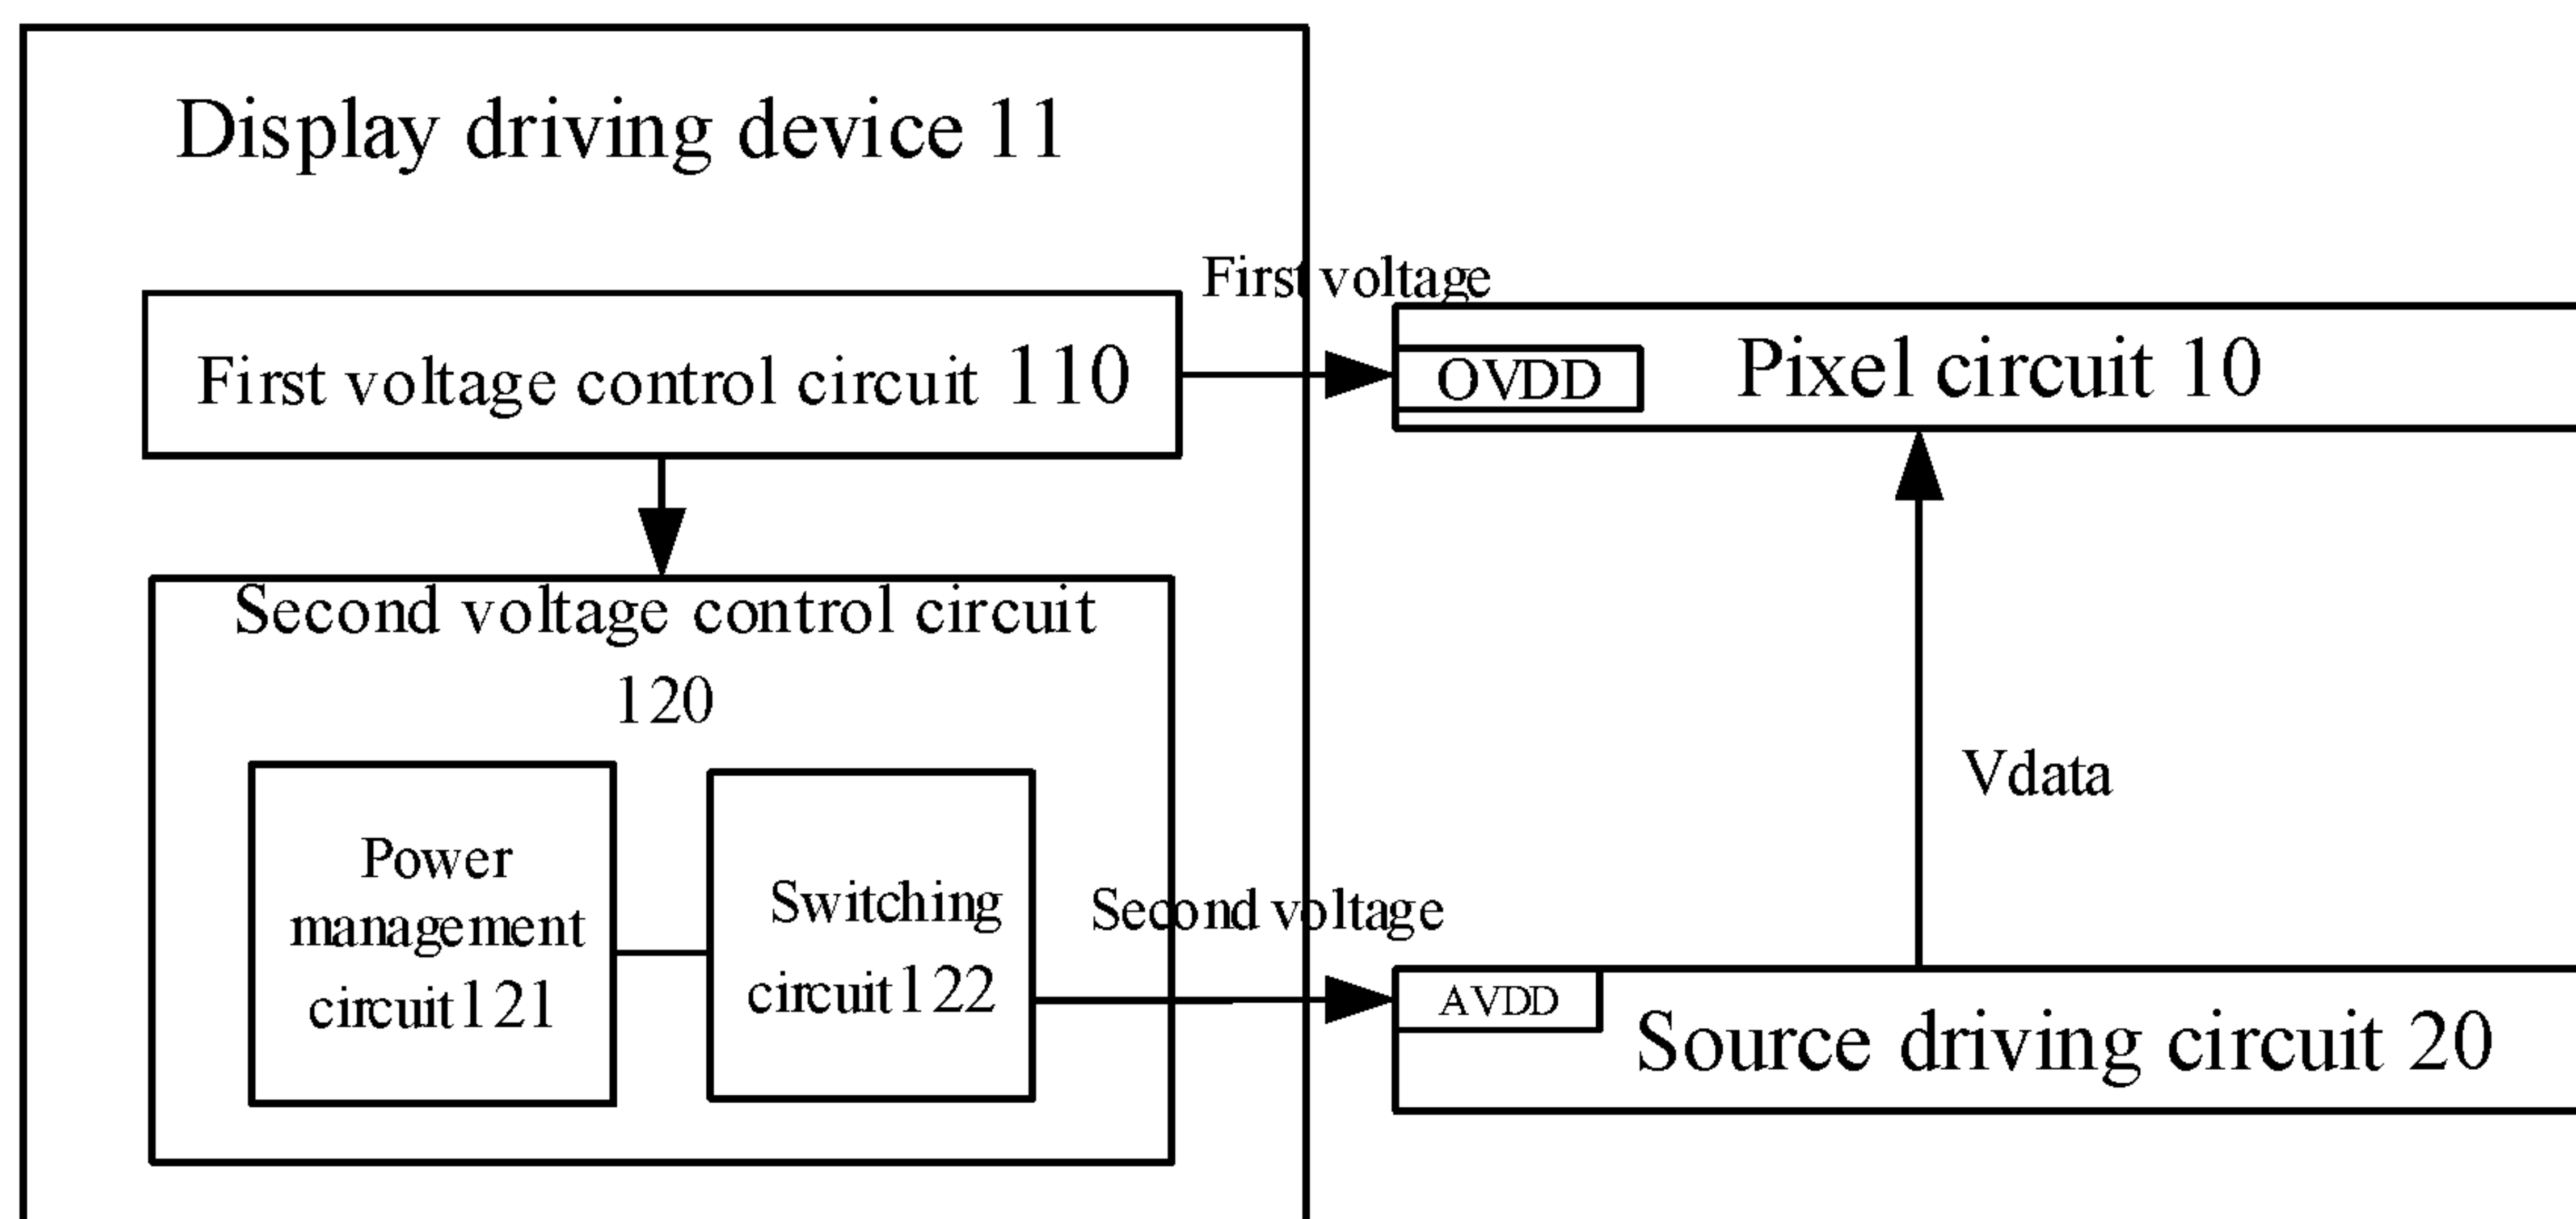 Display driving device 11
First voltage
First voltage control circuit 110
OVDD
Pixel circuit 10
Second voltage control circuit
120
Vdata
Power
management
circuit121
Switching
circuit122
Second voltage
AVDD
Source driving circuit 20